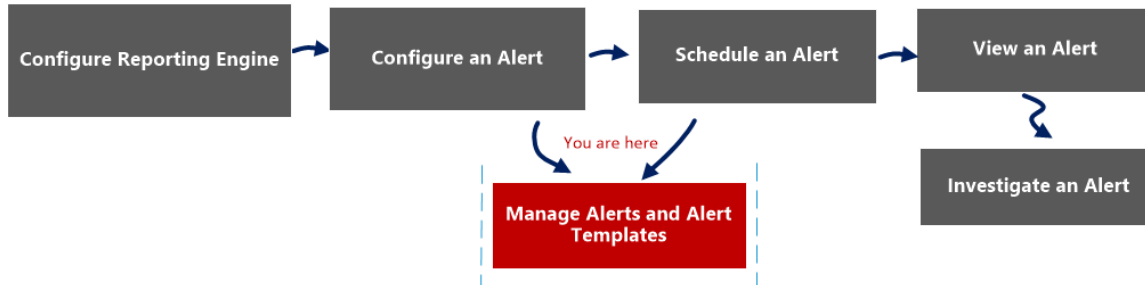 Configure Reporting Engine
Configure an Alert
Schedule an Alert
View an Alert
You are here
Manage Alerts and Alert
Templates
Investigate an Alert